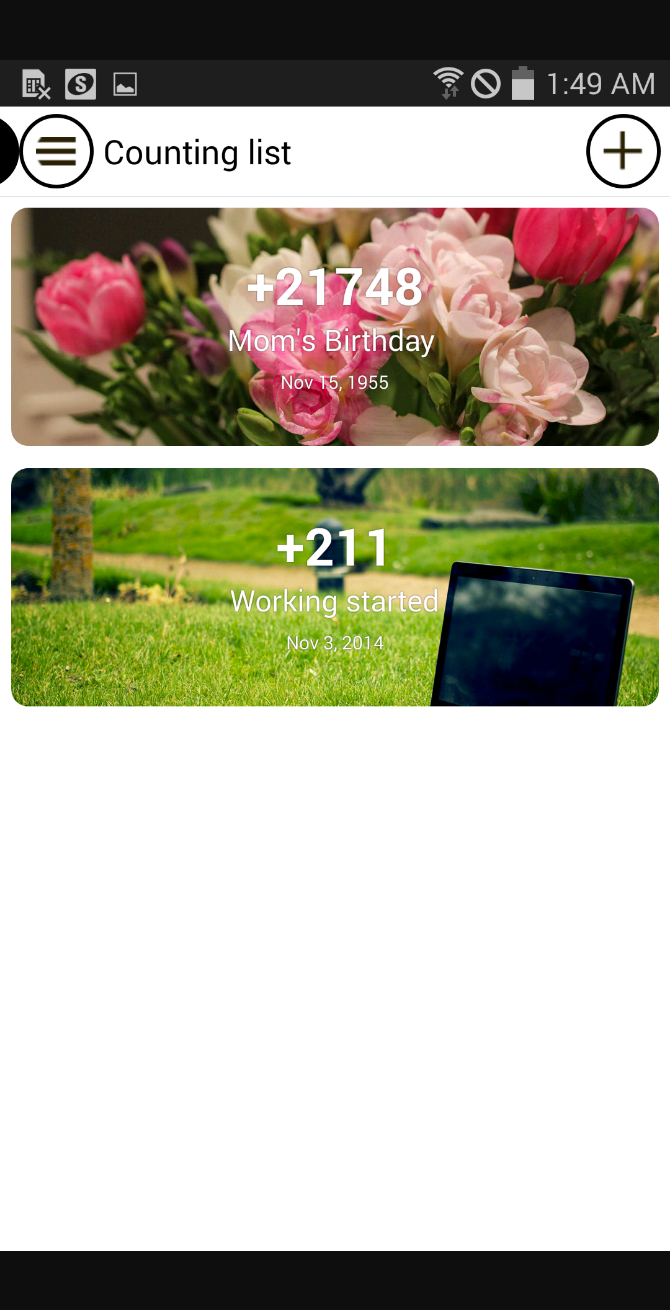 1:49 AM
Counting list
+21748
Mom's Birthday
Nov 15, 1955
+211
Working started
Nov 3, 2014